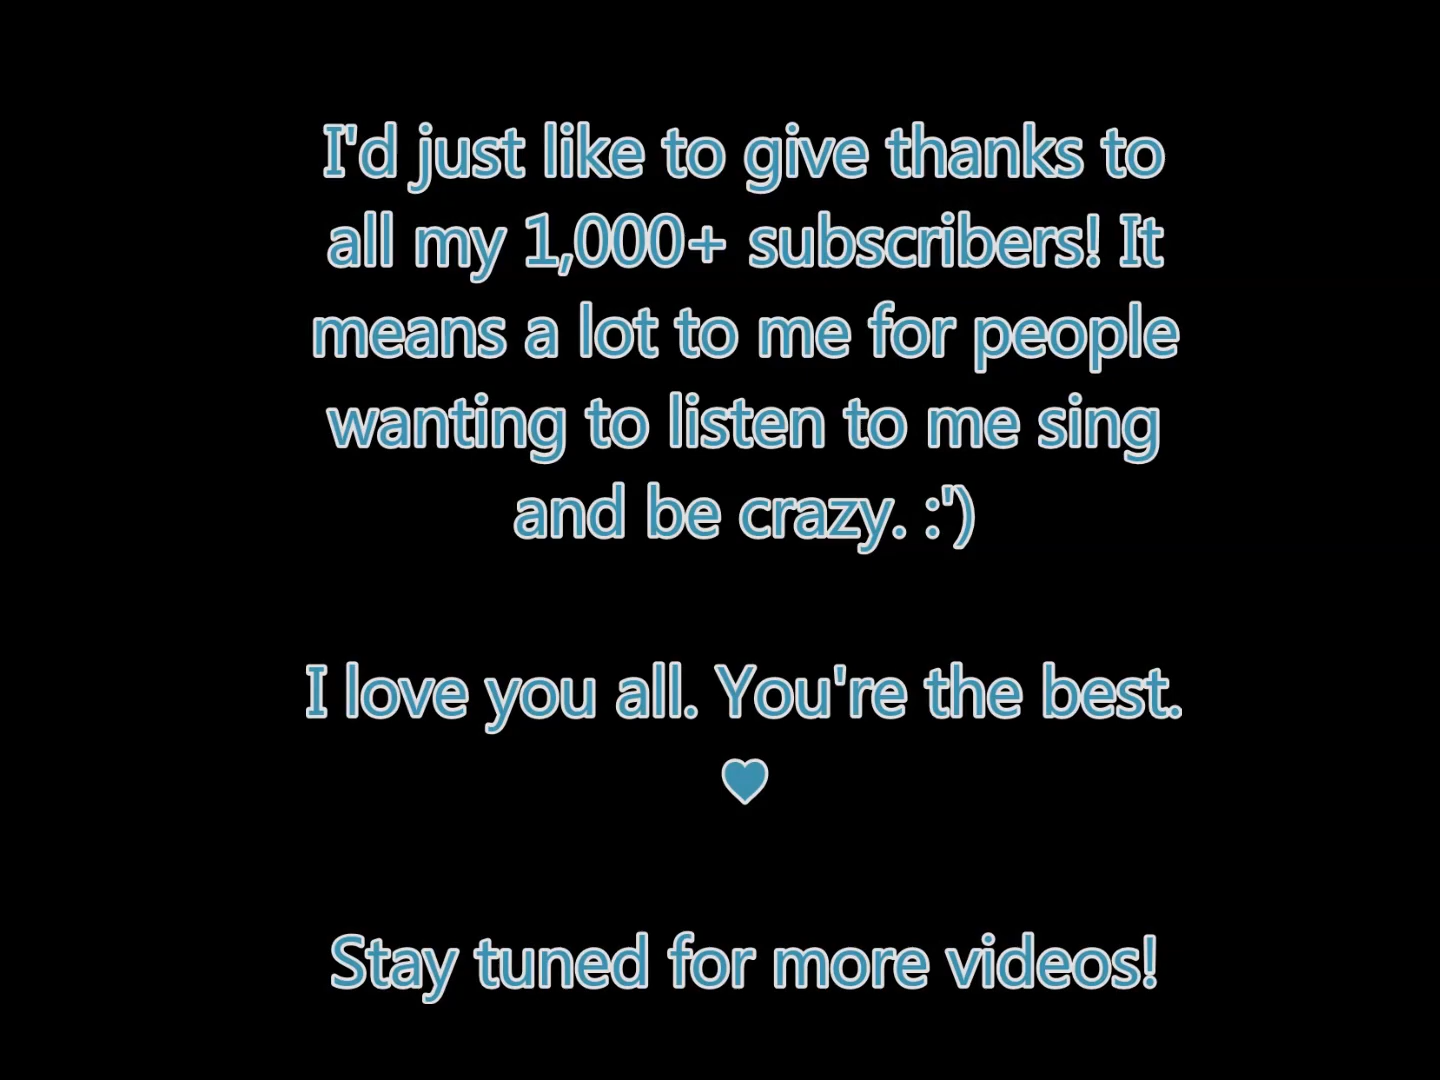 I'd just like to give thanks to
all my 1,000+ subscribers! It
means a lot to me for people
wanting to listen to me sing
and be crazy. :')
I love you all. You're the best.
♥
Stay tuned for more videos!